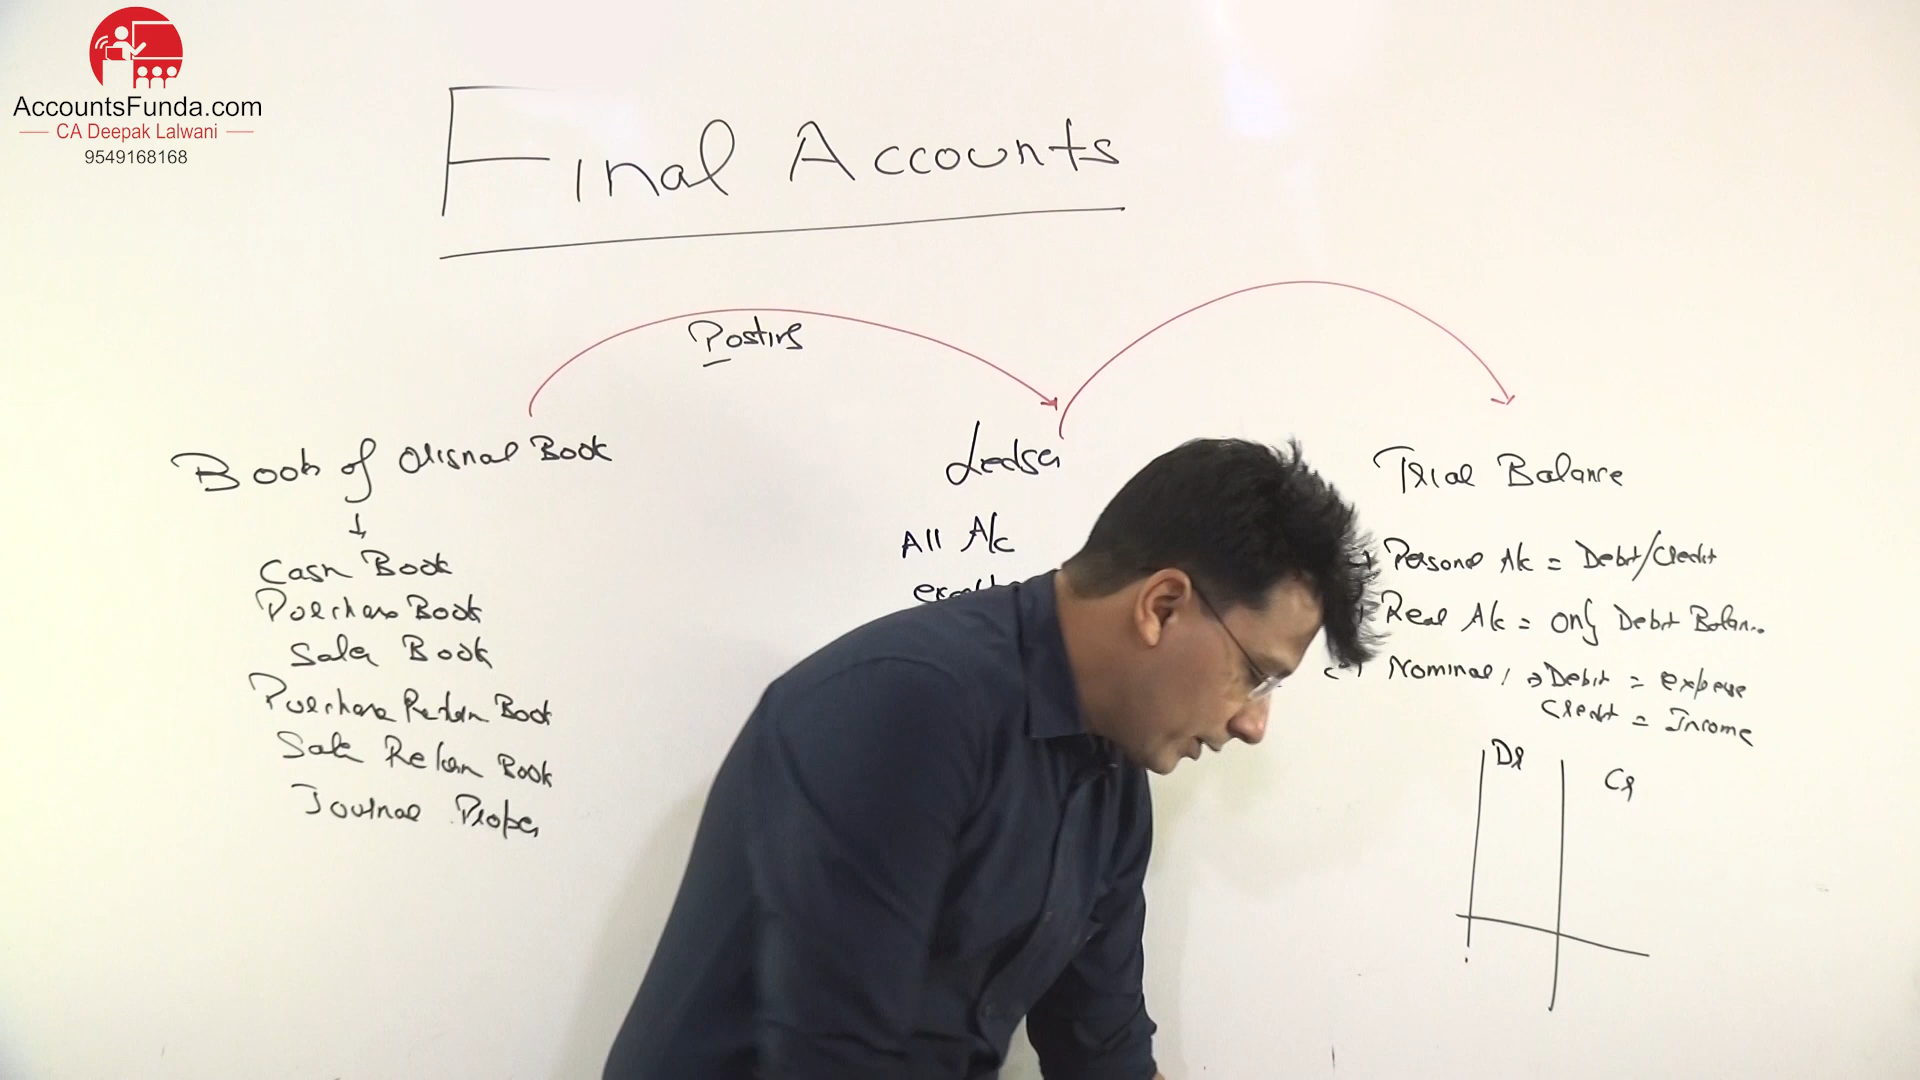 AccountsFunda.com
CA Deepak Lalwani
9549168168
Final Accounts
Posting
Book of Original Book
Cash Book
Purchase Book
Sales Book
Purchase Return Book
Sale Return Book
Journal Proper
Ledger
All A/c
Trial Balance
Personal A/c = Debit/Credit
Real A/c = only Debit Balance
Nominal, → Debit = expense
Credit = Income
Dr
Cr